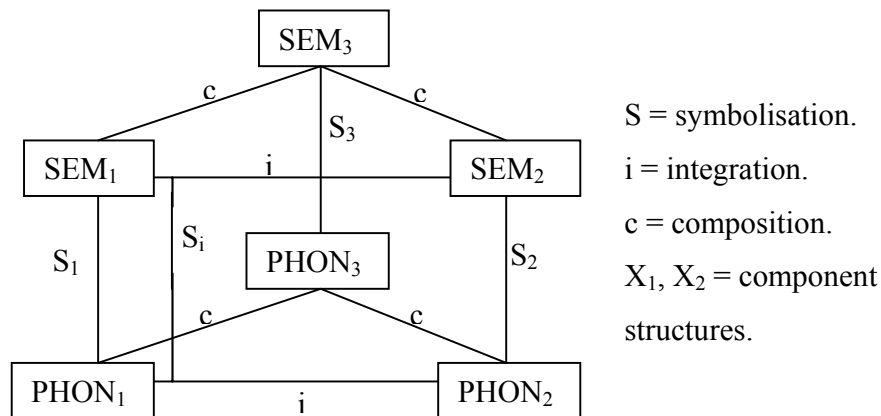 SEM₃
c
c
S₃
SEM₁
i
SEM₂
S₁
Sᵢ
PHON₃
S₂
c
c
PHON₁
i
PHON₂
S = symbolisation.
i = integration.
c = composition.
X₁, X₂ = component
structures.